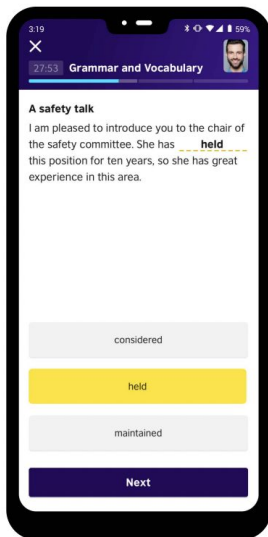 3:19
59%
27:53 Grammar and Vocabulary
A safety talk
I am pleased to introduce you to the chair of
the safety committee. She has held
this position for ten years, so she has great
experience in this area.
considered
held
maintained
Next